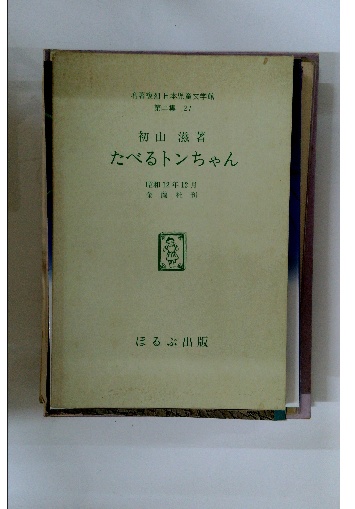 名著復刻 日本児童文学館
第二集 27
初山 滋 著
たべるトンちゃん
昭和12年12月
金蘭社刊
ほるぷ出版